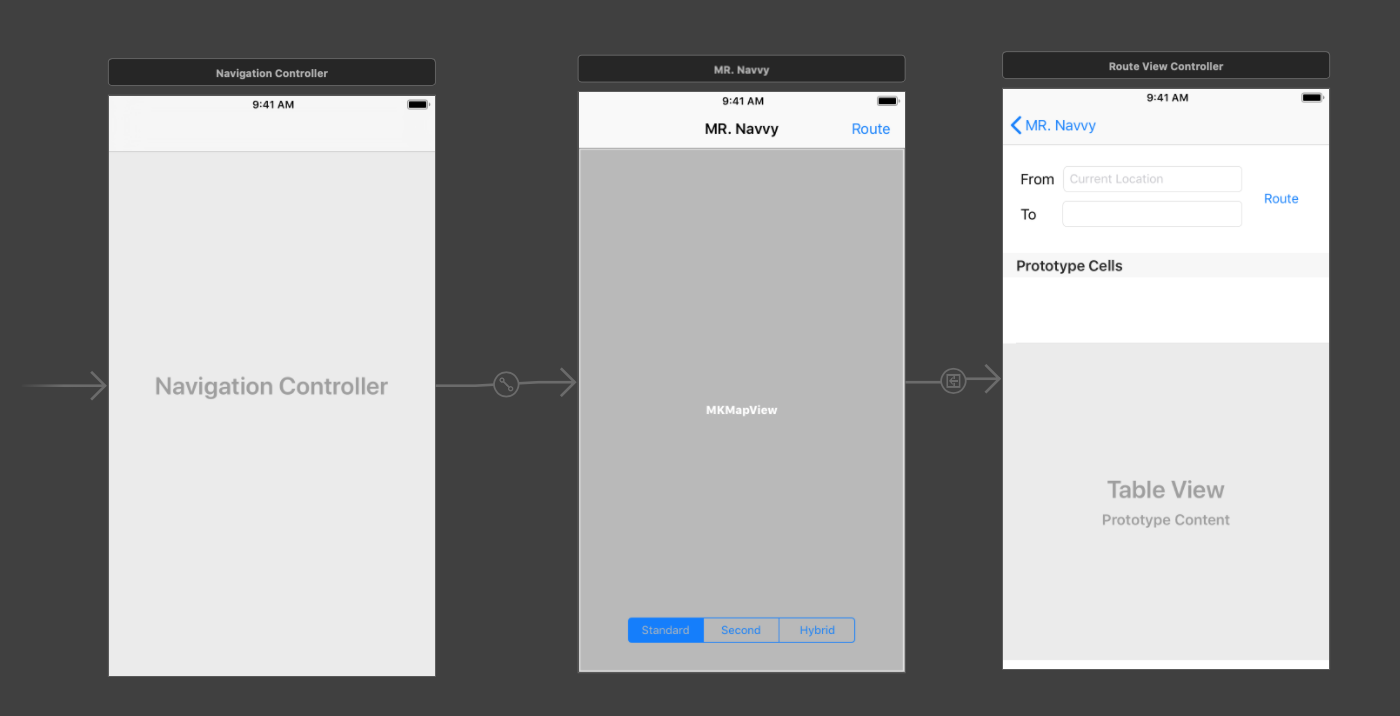 Navigation Controller
9:41 AM
Navigation Controller
MR. Navvy
9:41 AM
MR. Navvy Route
MKMapView
Standard Second Hybrid
Route View Controller
9:41 AM
MR. Navvy
From Current Location
Route
To
Prototype Cells
Table View
Prototype Content